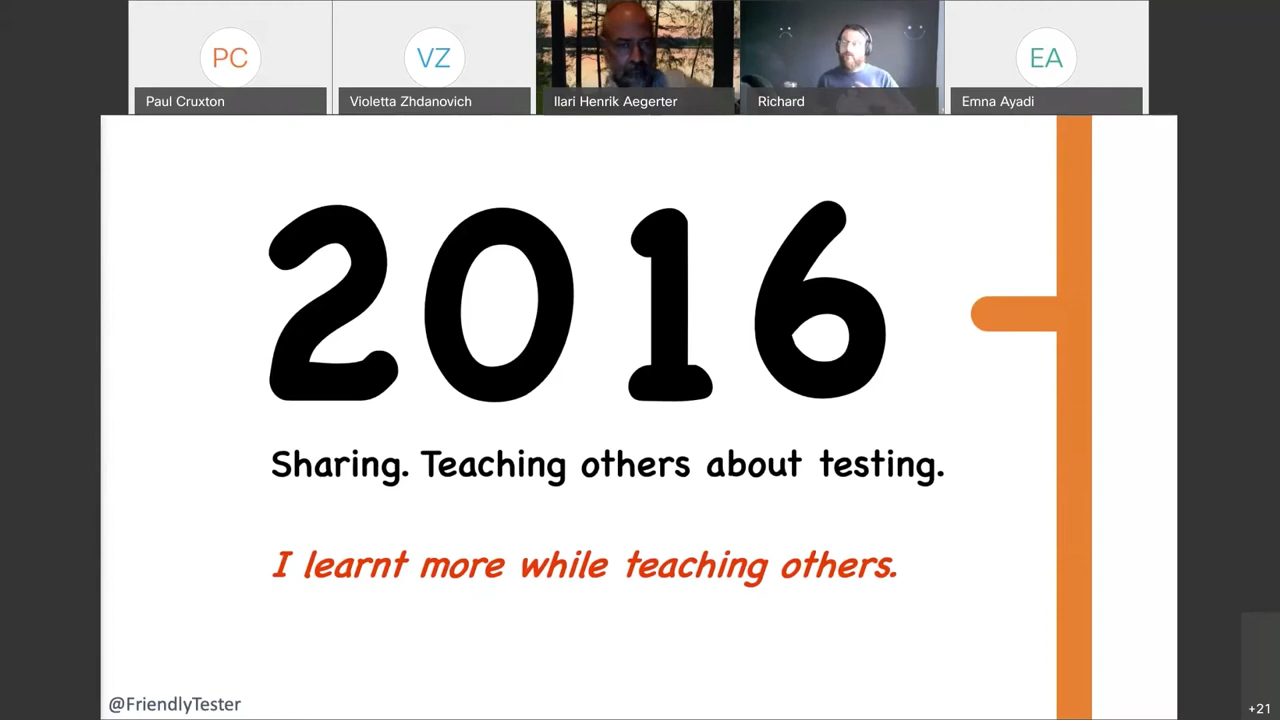 PC
VZ
EA
Paul Cruxton
Violetta Zhdanovich
Ilari Henrik Aegerter
Richard
Emna Ayadi
2016
Sharing. Teaching others about testing.
I learnt more while teaching others.
@FriendlyTester
+21